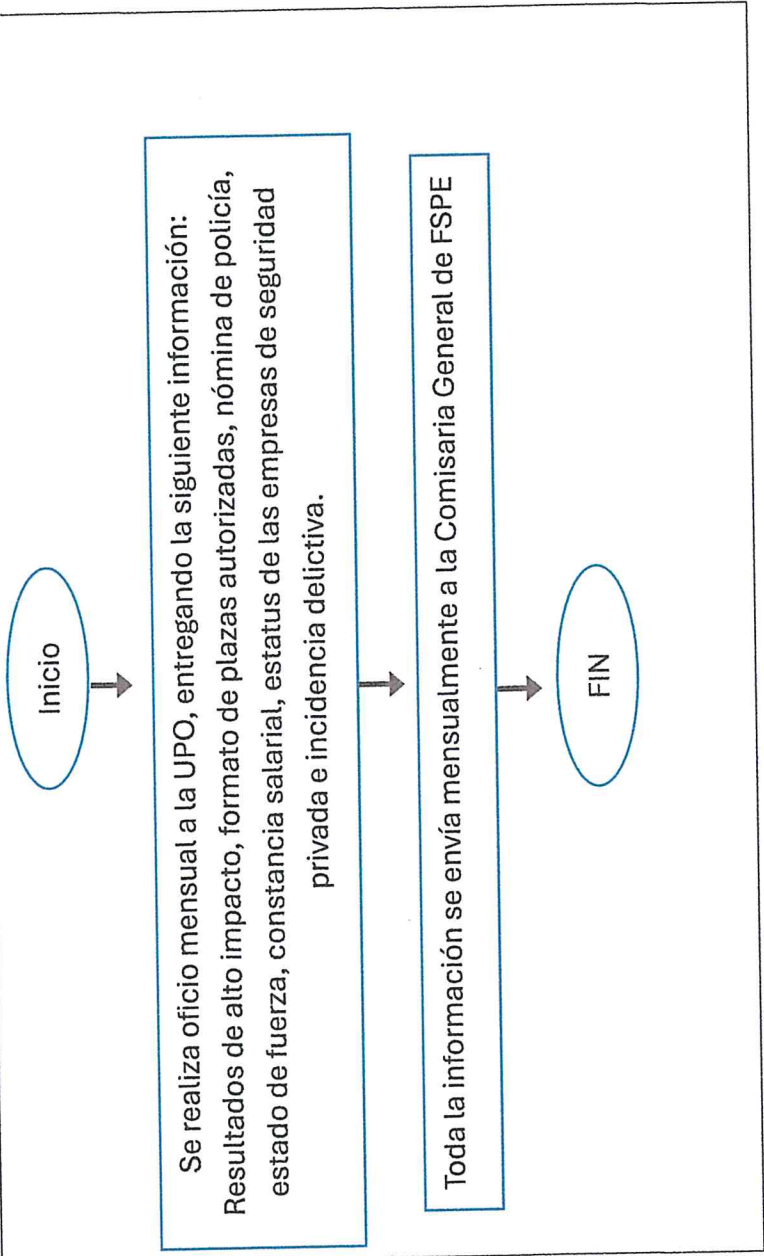 Inicio
Se realiza oficio mensual a la UPO, entregando la siguiente información:
Resultados de alto impacto, formato de plazas autorizadas, nómina de policía,
estado de fuerza, constancia salarial, estatus de las empresas de seguridad
privada e incidencia delictiva.
Toda la información se envía mensualmente a la Comisaria General de FSPE
FIN